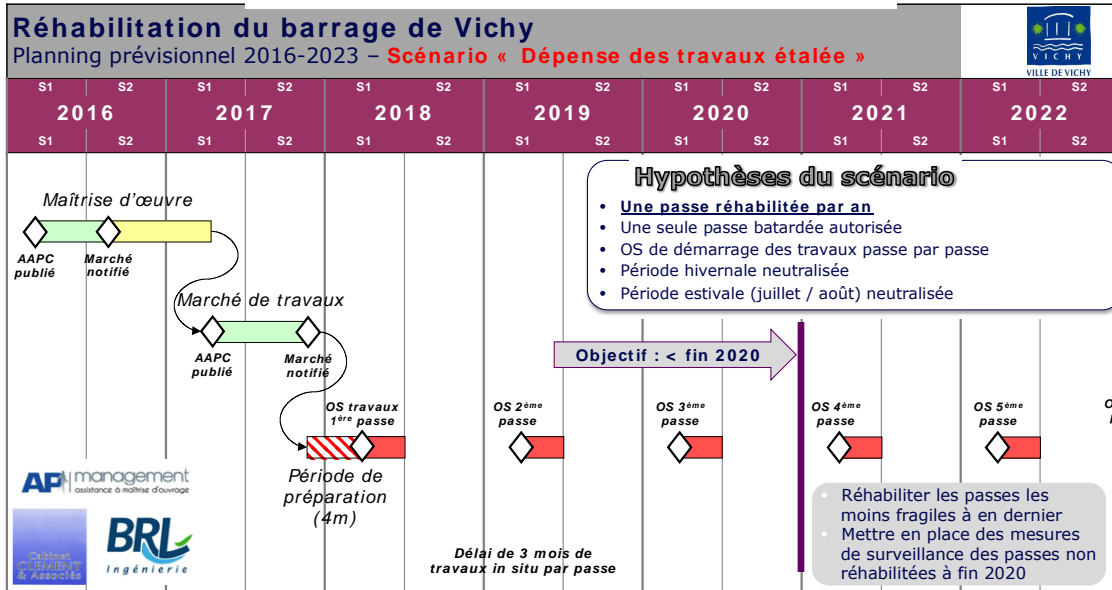 Réhabilitation du barrage de Vichy
Planning prévisionnel 2016-2023 – Scénario « Dépense des travaux étalée »
VICHY
VILLE DE VICHY
S1 S2 S1 S2 S1 S2 S1 S2 S1 S2 S1 S2 S1 S2
2016 2017 2018 2019 2020 2021 2022
S1 S2 S1 S2 S1 S2 S1 S2 S1 S2 S1 S2 S1 S2
Hypothèses du scénario
• Une passe réhabilitée par an
• Une seule passe batardée autorisée
• OS de démarrage des travaux passe par passe
• Période hivernale neutralisée
• Période estivale (juillet / août) neutralisée
Maîtrise d'œuvre
AAPC
publié
Marché
notifié
Marché de travaux
AAPC
publié
Marché
notifié
Objectif : < fin 2020
OS travaux
1ère passe
OS 2ème
passe
OS 3ème
passe
OS 4ème
passe
OS 5ème
passe
Période de
préparation
(4m)
Délai de 3 mois de
travaux in situ par passe
• Réhabiliter les passes les
moins fragiles à en dernier
• Mettre en place des mesures
de surveillance des passes non
réhabilitées à fin 2020
AP management
assistance à maîtrise d'ouvrage
Cabinet
CLEMENT
& Associés
BRL
Ingénierie